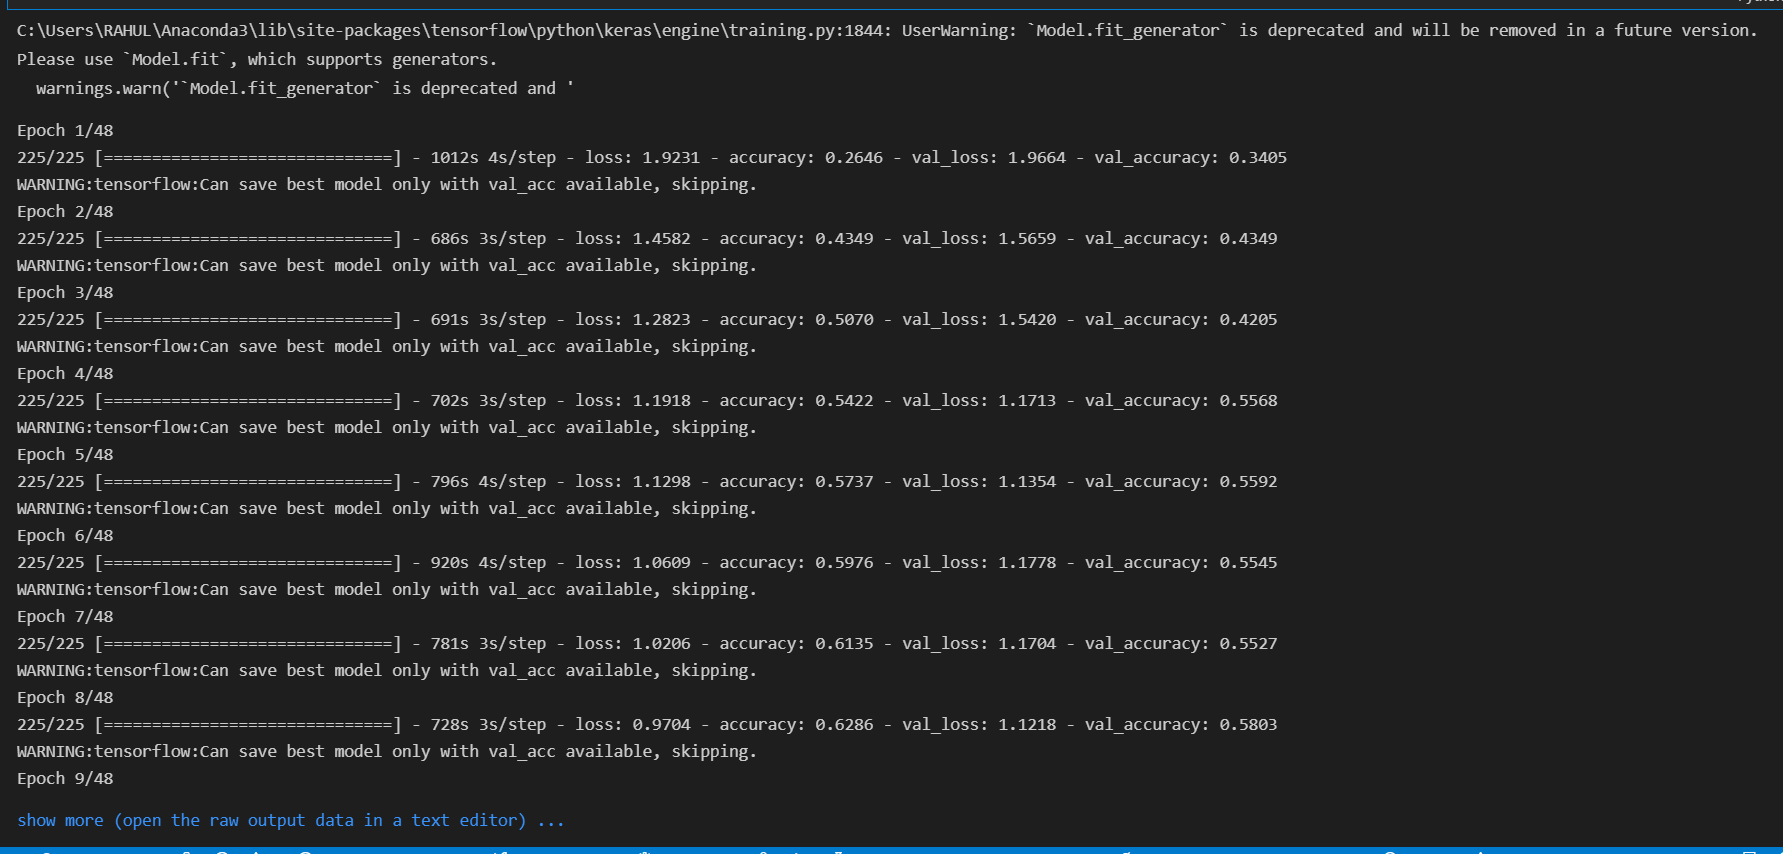 C:\Users\RAHUL\Anaconda3\lib\site-packages\tensorflow\python\keras\engine\training.py:1844: UserWarning: `Model.fit_generator` is deprecated and will be removed in a future version.
Please use `Model.fit`, which supports generators.
  warnings.warn('`Model.fit_generator` is deprecated and '
Epoch 1/48
225/225 [==============================] - 1012s 4s/step - loss: 1.9231 - accuracy: 0.2646 - val_loss: 1.9664 - val_accuracy: 0.3405
WARNING:tensorflow:Can save best model only with val_acc available, skipping.
Epoch 2/48
225/225 [==============================] - 686s 3s/step - loss: 1.4582 - accuracy: 0.4349 - val_loss: 1.5659 - val_accuracy: 0.4349
WARNING:tensorflow:Can save best model only with val_acc available, skipping.
Epoch 3/48
225/225 [==============================] - 691s 3s/step - loss: 1.2823 - accuracy: 0.5070 - val_loss: 1.5420 - val_accuracy: 0.4205
WARNING:tensorflow:Can save best model only with val_acc available, skipping.
Epoch 4/48
225/225 [==============================] - 702s 3s/step - loss: 1.1918 - accuracy: 0.5422 - val_loss: 1.1713 - val_accuracy: 0.5568
WARNING:tensorflow:Can save best model only with val_acc available, skipping.
Epoch 5/48
225/225 [==============================] - 796s 4s/step - loss: 1.1298 - accuracy: 0.5737 - val_loss: 1.1354 - val_accuracy: 0.5592
WARNING:tensorflow:Can save best model only with val_acc available, skipping.
Epoch 6/48
225/225 [==============================] - 920s 4s/step - loss: 1.0609 - accuracy: 0.5976 - val_loss: 1.1778 - val_accuracy: 0.5545
WARNING:tensorflow:Can save best model only with val_acc available, skipping.
Epoch 7/48
225/225 [==============================] - 781s 3s/step - loss: 1.0206 - accuracy: 0.6135 - val_loss: 1.1704 - val_accuracy: 0.5527
WARNING:tensorflow:Can save best model only with val_acc available, skipping.
Epoch 8/48
225/225 [==============================] - 728s 3s/step - loss: 0.9704 - accuracy: 0.6286 - val_loss: 1.1218 - val_accuracy: 0.5803
WARNING:tensorflow:Can save best model only with val_acc available, skipping.
Epoch 9/48
show more (open the raw output data in a text editor) ...